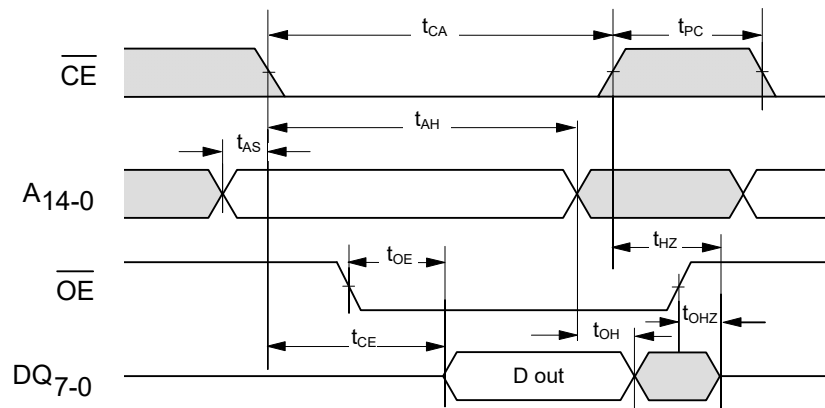 tCA
tPC
CE
tAH
tAS
A14-0
tHZ
tOE
OE
tOHZ
tOH
tCE
D out
DQ7-0